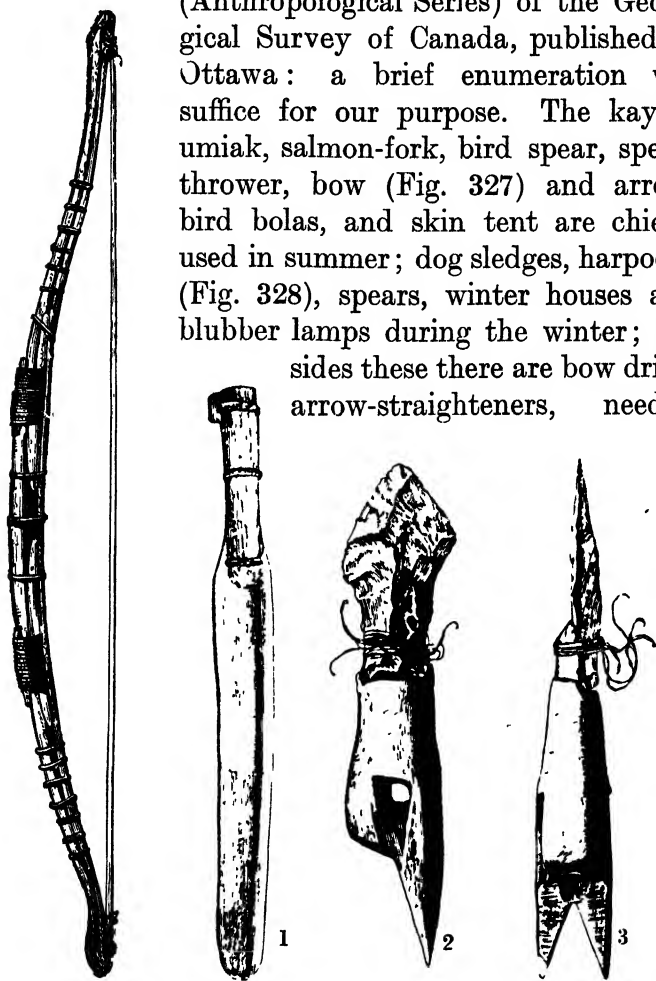 (Anthropological Series) of the Geo
gical Survey of Canada, published
Ottawa: a brief enumeration
suffice for our purpose. The kay
umiak, salmon-fork, bird spear, spe
thrower, bow (Fig. 327) and arr
bird bolas, and skin tent are chie
used in summer; dog sledges, harpo
(Fig. 328), spears, winter houses a
blubber lamps during the winter;
sides these there are bow dri
arrow-straighteners, need
1 2 3